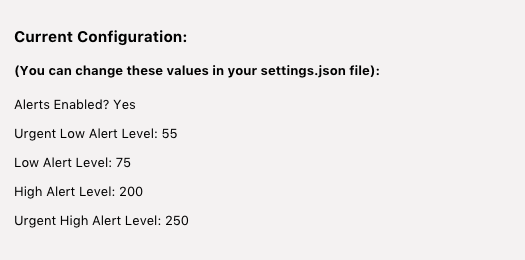 Current Configuration:
(You can change these values in your settings.json file):
Alerts Enabled? Yes
Urgent Low Alert Level: 55
Low Alert Level: 75
High Alert Level: 200
Urgent High Alert Level: 250